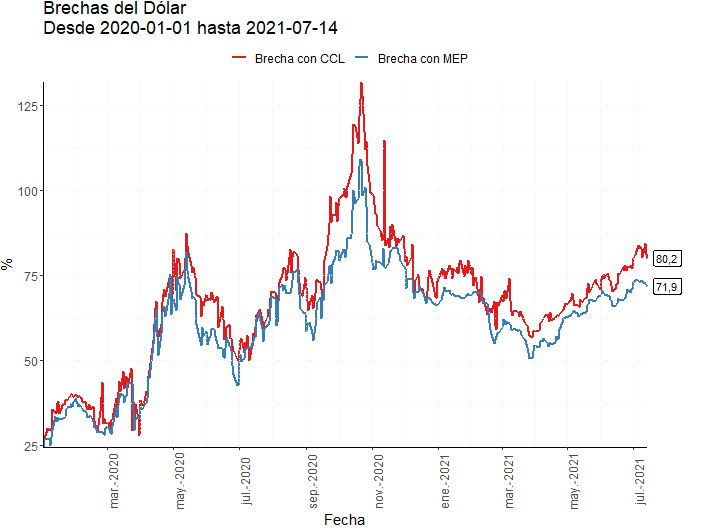 Brechas del Dólar
Desde 2020-01-01 hasta 2021-07-14
Brecha con CCL
Brecha con MEP
%
125
100
75
50
25
80,2
71,9
mar.-2020
may.-2020
jul.-2020
sep.-2020
nov.-2020
ene.-2021
mar.-2021
may.-2021
jul.-2021
Fecha